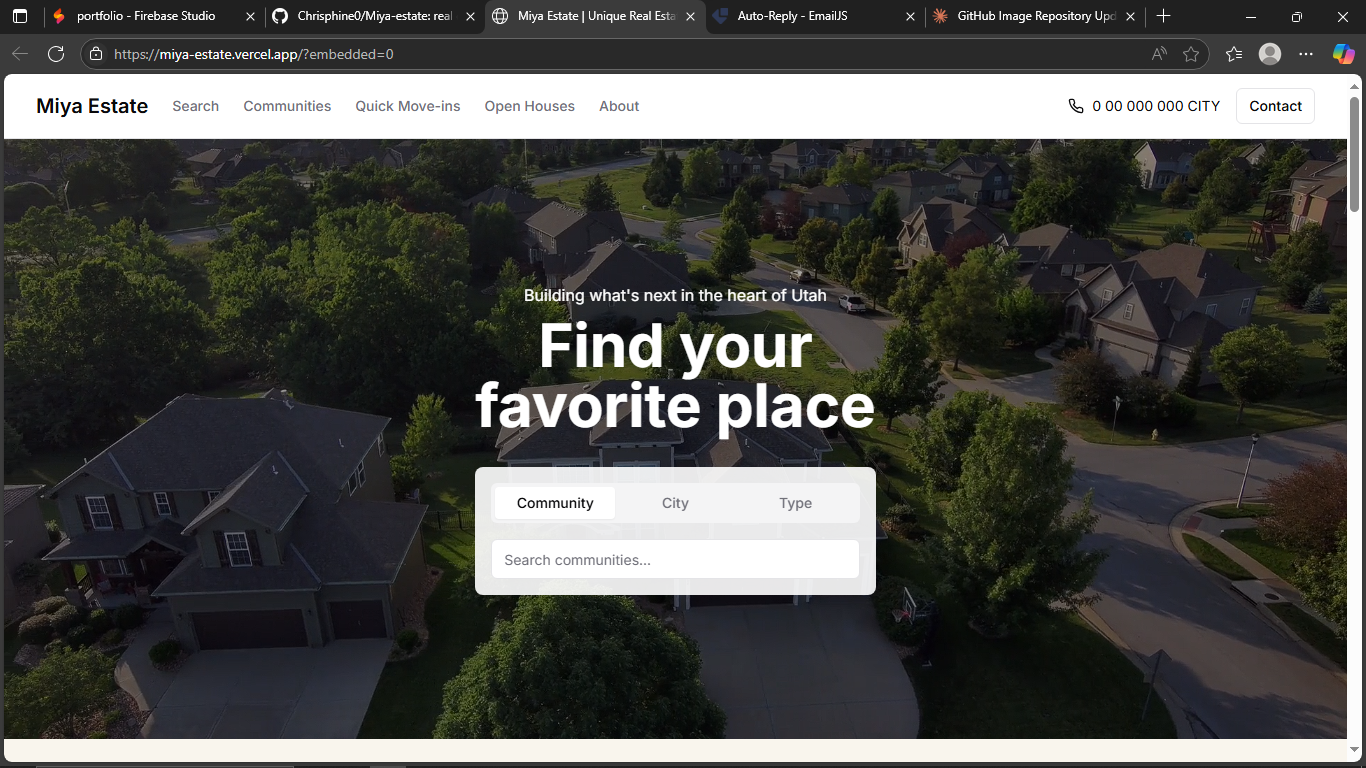 portfolio - Firebase Studio
Chrisphine0/Miya-estate: real
Miya Estate | Unique Real Esta
Auto-Reply - EmailJS
GitHub Image Repository Upd
https://miya-estate.vercel.app/?embedded=0
Miya Estate
Search
Communities
Quick Move-ins
Open Houses
About
0 00 000 000 CITY
Contact
Building what's next in the heart of Utah
Find your
favorite place
Community
City
Type
Search communities...